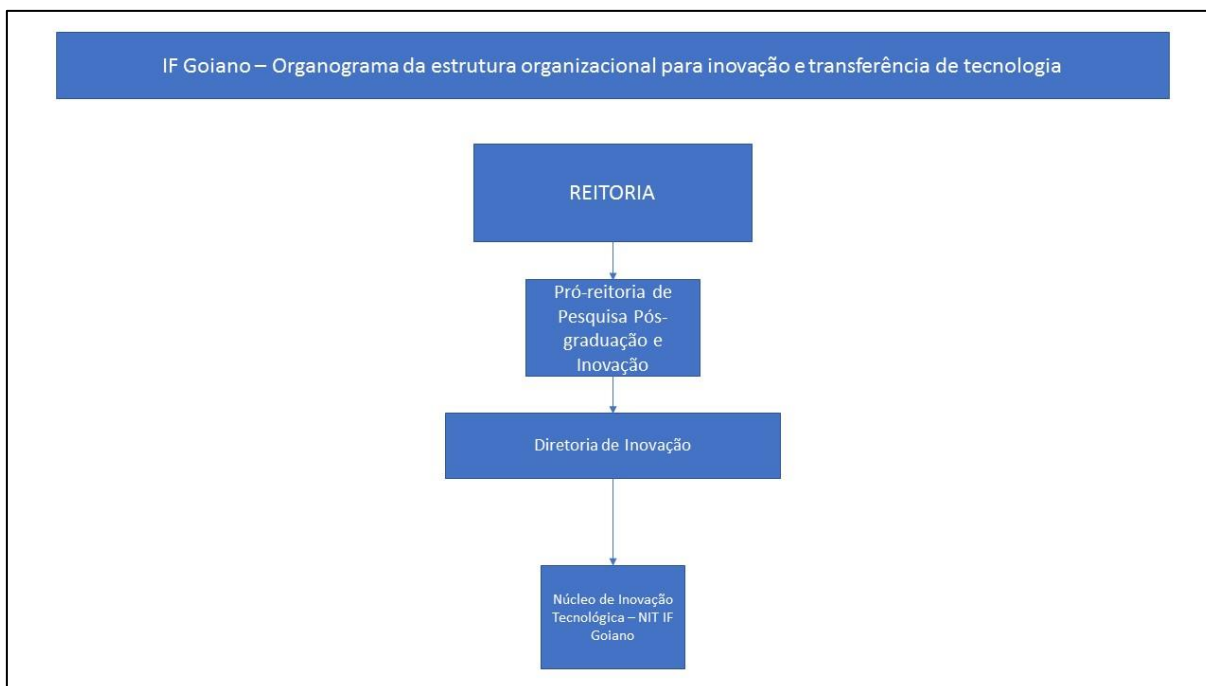 IF Goiano – Organograma da estrutura organizacional para inovação e transferência de tecnologia
REITORIA
Pró-reitoria de
Pesquisa Pós-
graduação e
Inovação
Diretoria de Inovação
Núcleo de Inovação
Tecnológica – NIT IF
Goiano